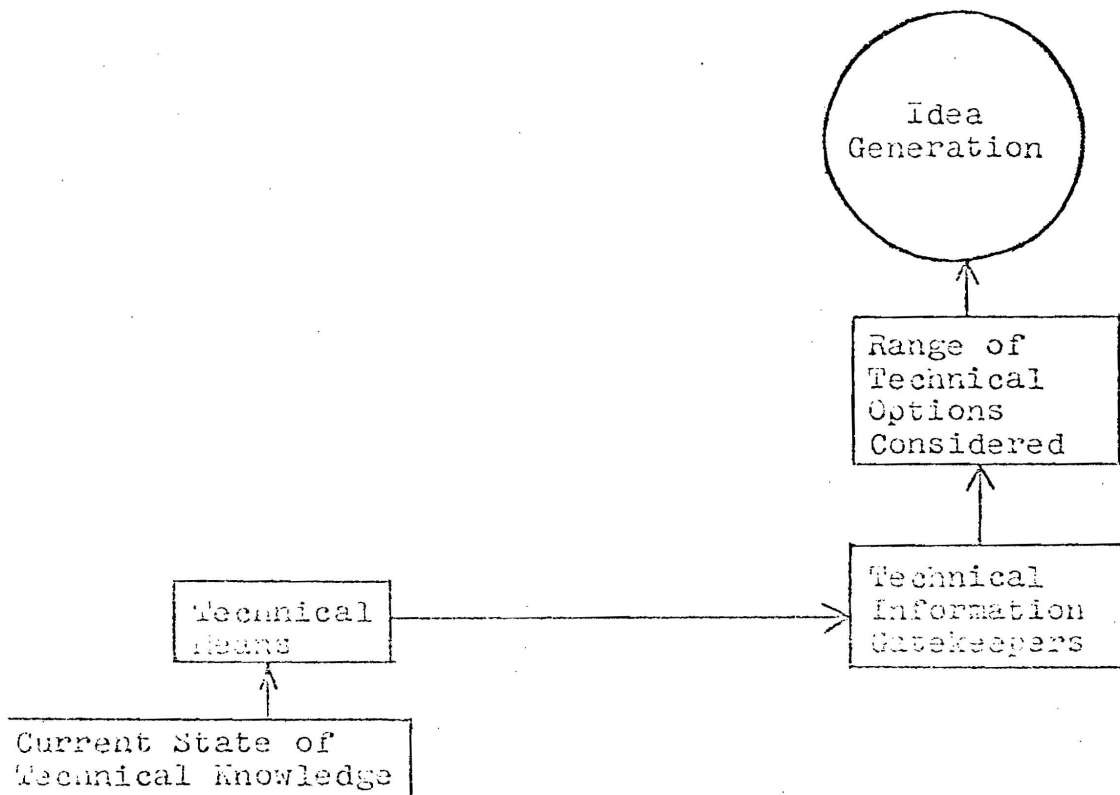 Idea
Generation
Range of
Technical
Options
Considered
Technical
Information
Gatekeepers
Technical
Means
Current State of
Technical Knowledge